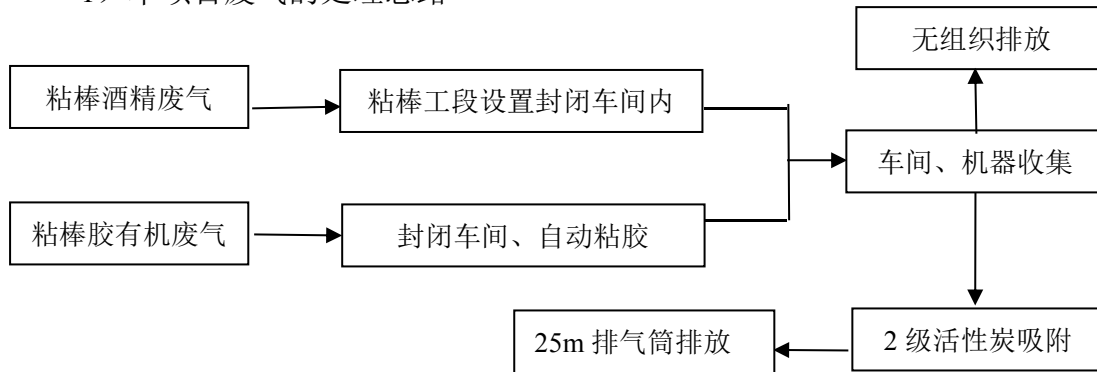 无组织排放
粘棒酒精废气
粘棒工段设置封闭车间内
车间、机器收集
粘棒胶有机废气
封闭车间、自动粘胶
25m 排气筒排放
2 级活性炭吸附